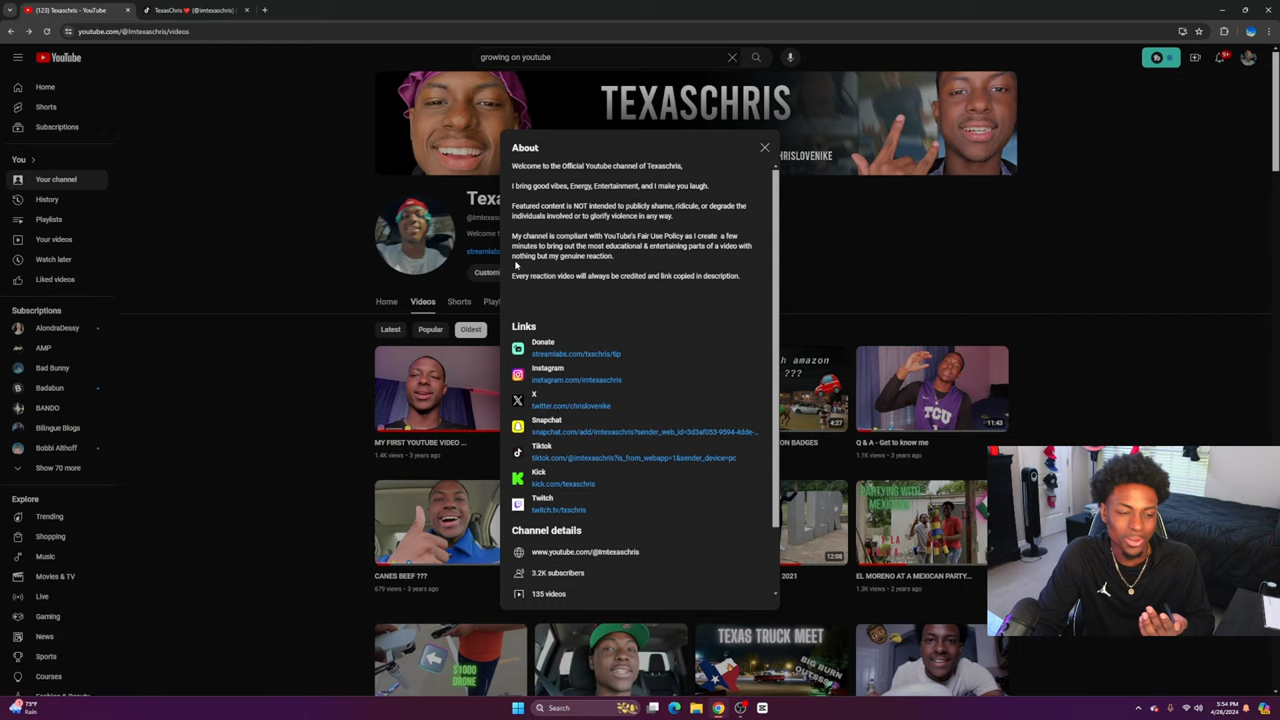 (123) Texaschris - YouTube
TexasChris ❤️ (@imtexaschris) |
youtube.com/@Imtexaschris/videos
YouTube
growing on youtube
9+
Home
Shorts
Subscriptions
You
Your channel
History
Playlists
Your videos
Watch later
Liked videos
Subscriptions
AlondraDessy
AMP
Bad Bunny
Badabun
BANDO
Bilingue Blogs
Bobbi Althoff
Show 70 more
Explore
Trending
Shopping
Music
Movies & TV
Live
Gaming
News
Sports
Courses
TEXASCHRIS
HRISLOVENIKE
Texa
@imtexas
Welcome t
streamlabs
Custom
Home
Videos
Shorts
Playl
Latest
Popular
Oldest
About
Welcome to the Official Youtube channel of Texaschris,
I bring good vibes, Energy, Entertainment, and I make you laugh.
Featured content is NOT intended to publicly shame, ridicule, or degrade the
individuals involved or to glorify violence in any way.
My channel is compliant with YouTube's Fair Use Policy as I create a few
minutes to bring out the most educational & entertaining parts of a video with
nothing but my genuine reaction.
Every reaction video will always be credited and link copied in description.
Links
Donate
streamlabs.com/txschris/tip
Instagram
instagram.com/imtexaschris
X
twitter.com/chrislovenike
Snapchat
snapchat.com/add/imtexaschris?sender_web_id=3d3af053-9594-4dde-...
Tiktok
tiktok.com/@imtexaschris?is_from_webapp=1&sender_device=pc
Kick
kick.com/texaschris
Twitch
twitch.tv/txschris
Channel details
www.youtube.com/@Imtexaschris
3.2K subscribers
135 videos
h amazon
???
4:27
TCU
11:43
MY FIRST YOUTUBE VIDEO ...
1.4K views • 3 years ago
ON BADGES
Q & A - Get to know me
1.1K views • 3 years ago
12:08
PARTYING WITH
MEXICANS
Y LA
CANES BEEF ???
679 views • 3 years ago
2021
EL MORENO AT A MEXICAN PARTY...
1.3K views • 2 years ago
$1000
DRONE
TEXAS TRUCK MEET
BIG BURN
OUTSSS
73°F
Rain
Search
5:54 PM
4/28/2024